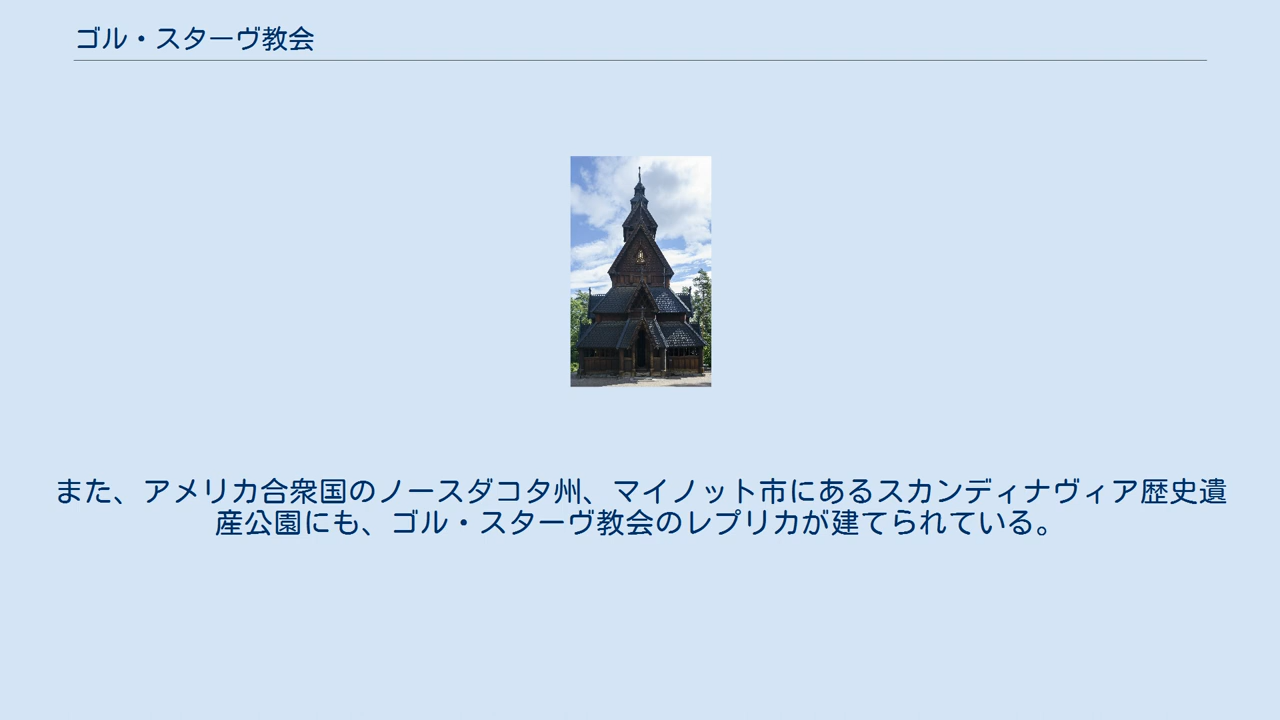 ゴル・スターヴ教会
また、アメリカ合衆国のノースダコタ州、マイノット市にあるスカンディナヴィア歴史遺
産公園にも、ゴル・スターヴ教会のレプリカが建てられている。